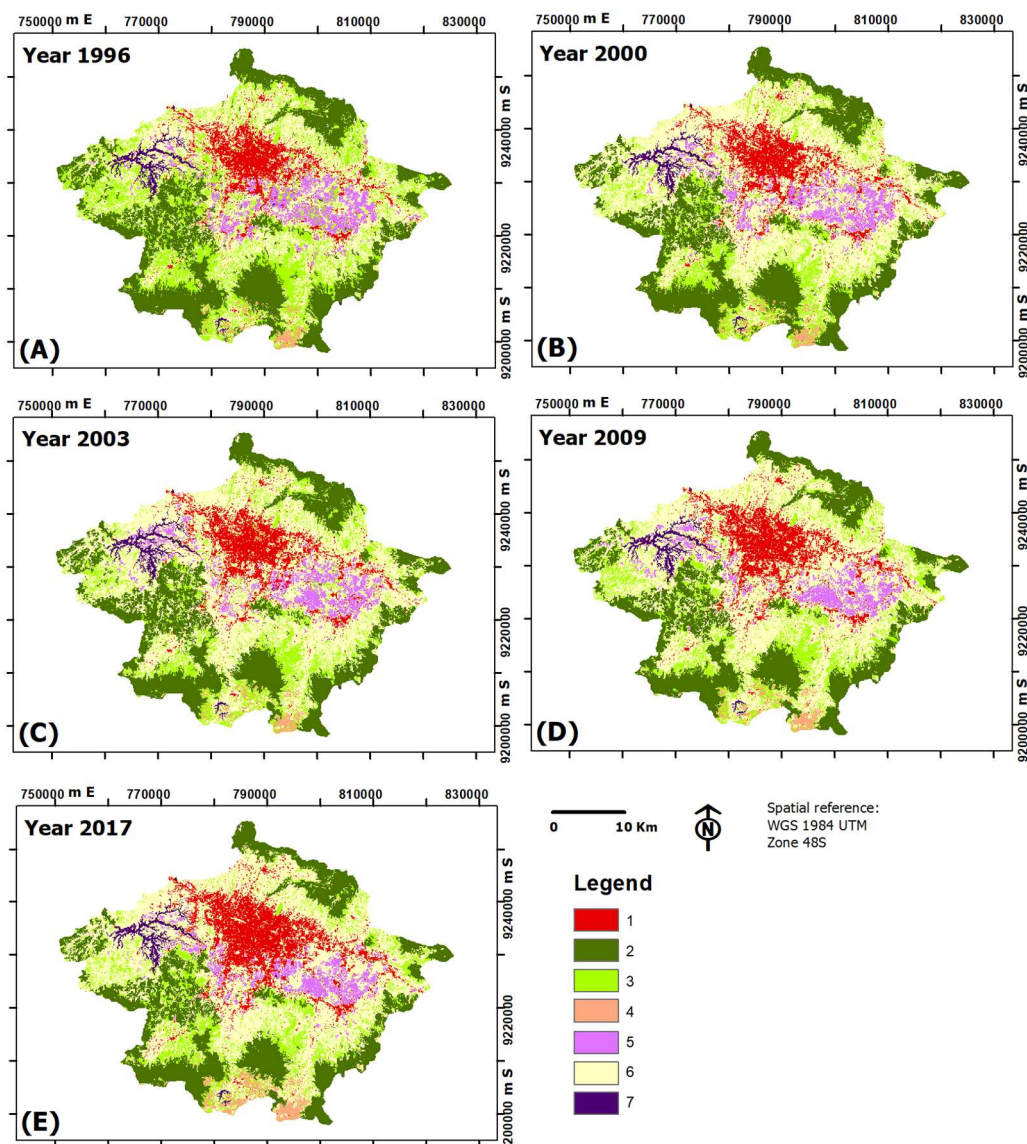 750000 m E 770000 790000 810000 830000
Year 1996
9240000 m S
9220000
9200000 m S
(A)
750000 m E 770000 790000 810000 830000
Year 2000
9240000 m S
9220000
9200000 m S
(B)
750000 m E 770000 790000 810000 830000
Year 2003
9240000 m S
9220000
9200000 m S
(C)
750000 m E 770000 790000 810000 830000
Year 2009
9240000 m S
9220000
9200000 m S
(D)
750000 m E 770000 790000 810000 830000
Year 2017
9240000 m S
9220000
200000 m S
(E)
0 10 Km
N
Spatial reference:
WGS 1984 UTM
Zone 48S
Legend
1
2
3
4
5
6
7